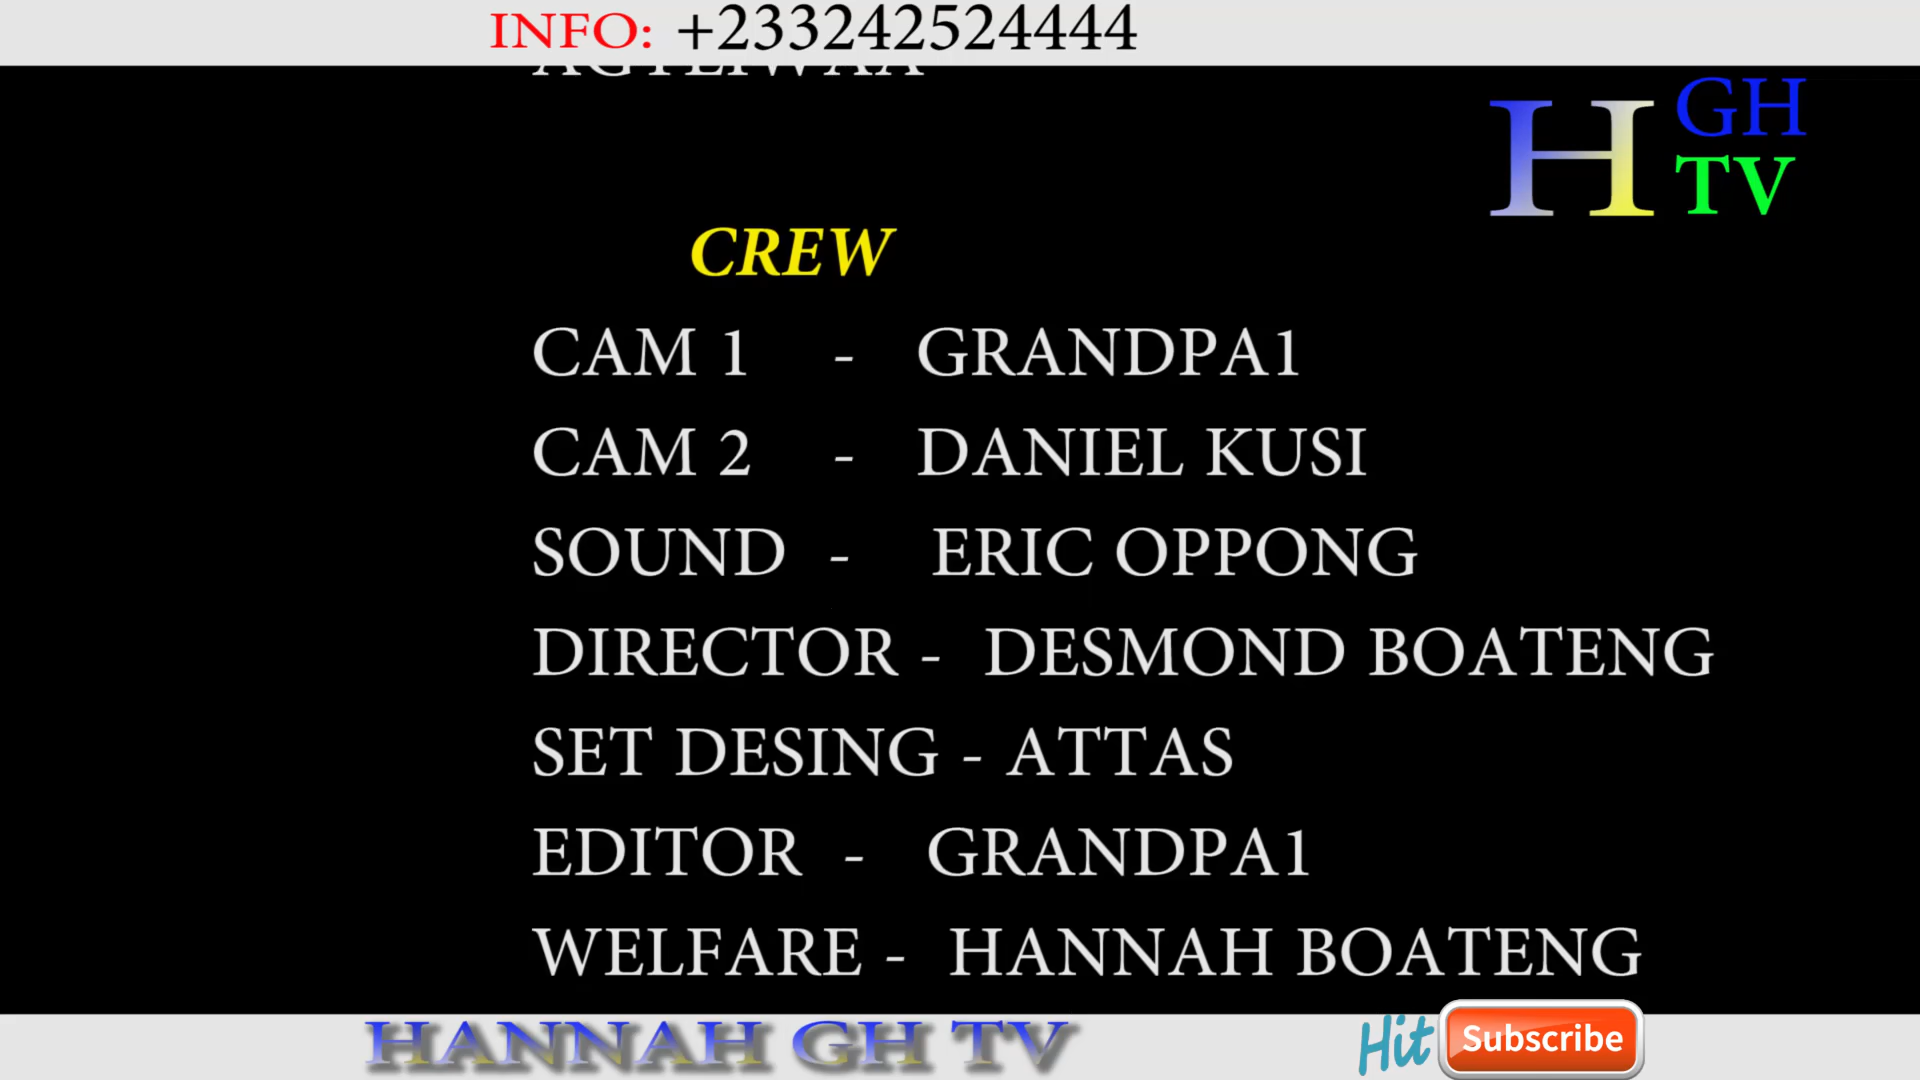 INFO: +233242524444
H GH
TV
CREW
CAM 1 - GRANDPA1
CAM 2 - DANIEL KUSI
SOUND - ERIC OPPONG
DIRECTOR - DESMOND BOATENG
SET DESING - ATTAS
EDITOR - GRANDPA1
WELFARE - HANNAH BOATENG
HANNAH GH TV
Hit Subscribe